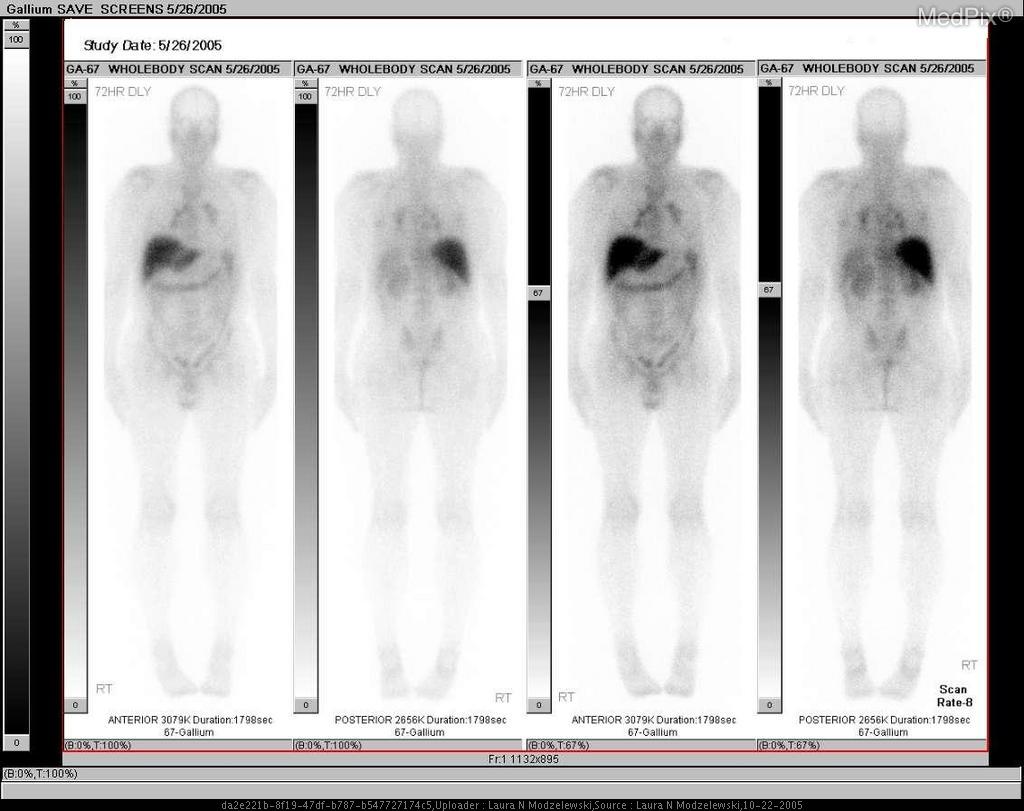 Gallium SAVE SCREENS 5/26/2005
MedPix®
%
100
Study Date: 5/26/2005
GA-67 WHOLEBODY SCAN 5/26/2005
GA-67 WHOLEBODY SCAN 5/26/2005
GA-67 WHOLEBODY SCAN 5/26/2005
GA-67 WHOLEBODY SCAN 5/26/2005
%
100
72HR DLY
%
100
72HR DLY
%
72HR DLY
%
72HR DLY
67
67
RT
RT
RT
RT
Scan
Rate-8
0
0
0
0
ANTERIOR 3079K Duration:1798sec
67-Gallium
POSTERIOR 2656K Duration:1798sec
67-Gallium
ANTERIOR 3079K Duration:1798sec
67-Gallium
POSTERIOR 2656K Duration:1798sec
67-Gallium
0
(B:0%,T:100%)
(B:0%,T:100%)
(B:0%,T:67%)
(B:0%,T:67%)
Fr:1 1132x895
(B:0%,T:100%)
da2e221b-8f19-47df-b787-b547727174c5,Uploader : Laura N Modzelewski,Source : Laura N Modzelewski,10-22-2005